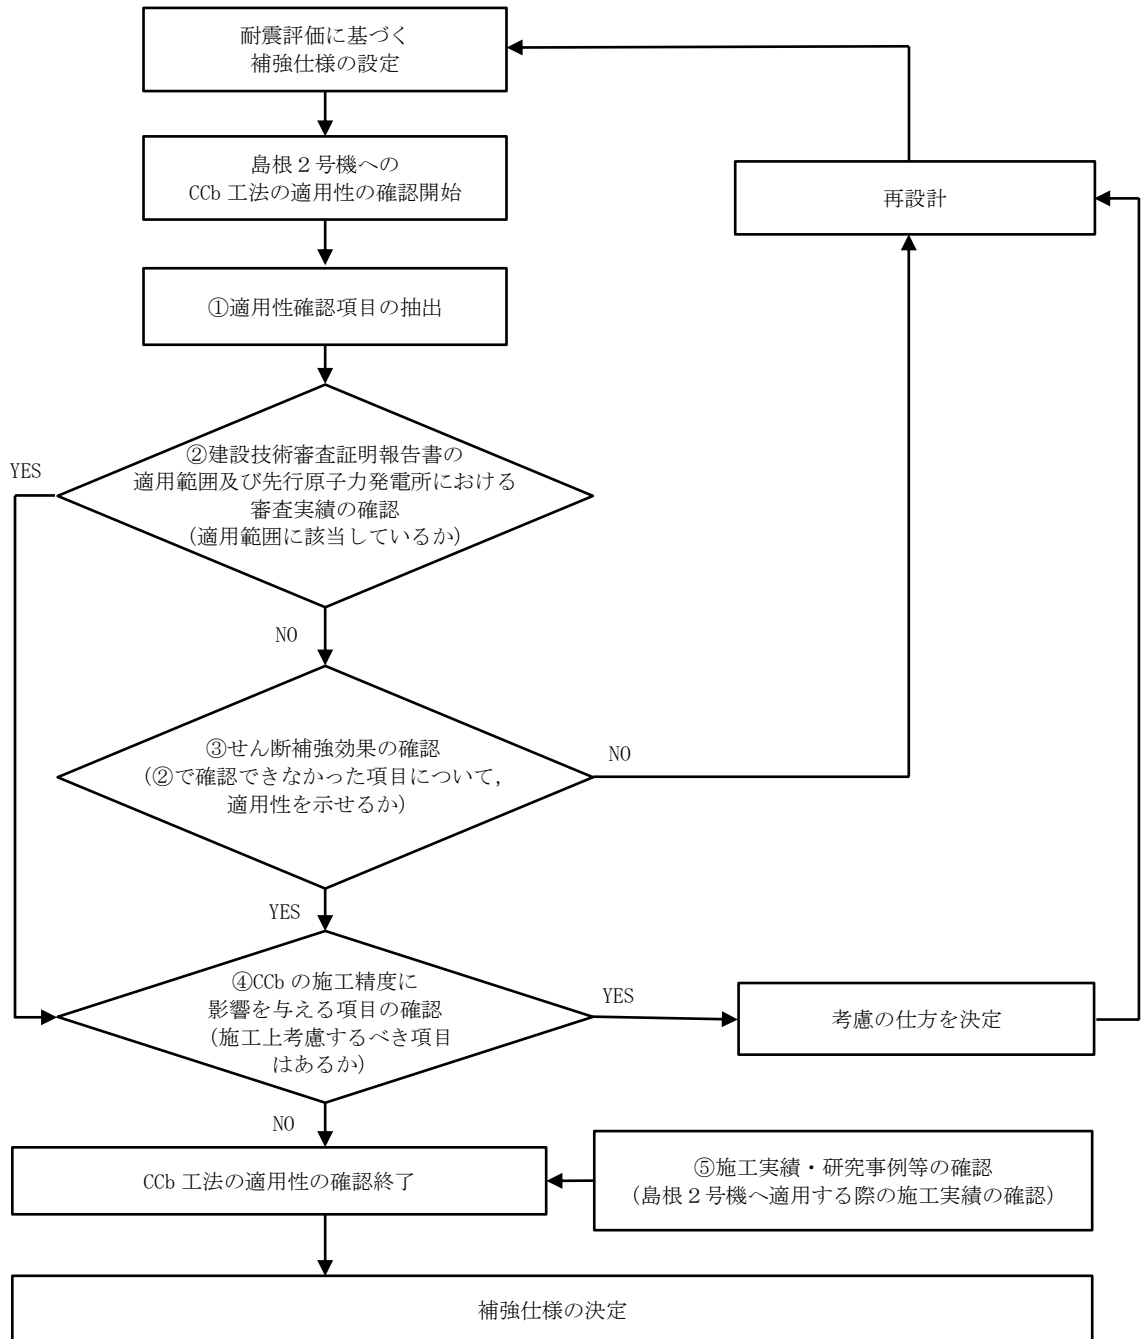 耐震評価に基づく
補強仕様の設定
島根２号機への
CCb 工法の適用性の確認開始
再設計
①適用性確認項目の抽出
②建設技術審査証明報告書の
適用範囲及び先行原子力発電所における
審査実績の確認
(適用範囲に該当しているか)
YES
NO
③せん断補強効果の確認
(②で確認できなかった項目について，
適用性を示せるか)
NO
YES
④CCb の施工精度に
影響を与える項目の確認
(施工上考慮するべき項目
はあるか)
YES
考慮の仕方を決定
NO
CCb 工法の適用性の確認終了
⑤施工実績・研究事例等の確認
(島根２号機へ適用する際の施工実績の確認)
補強仕様の決定